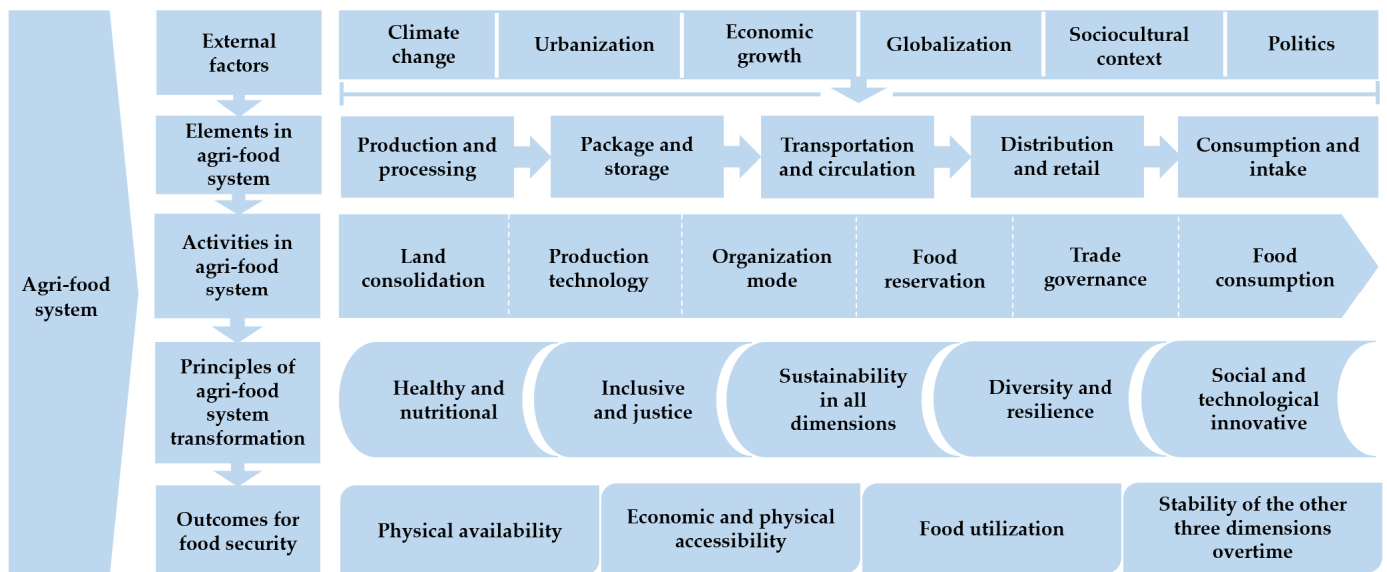 Agri-food
system
External
factors
Climate
change
Urbanization
Economic
growth
Globalization
Sociocultural
context
Politics
Elements in
agri-food
system
Production and
processing
Package and
storage
Transportation
and circulation
Distribution
and retail
Consumption and
intake
Activities in
agri-food
system
Land
consolidation
Production
technology
Organization
mode
Food
reservation
Trade
governance
Food
consumption
Principles of
agri-food
system
transformation
Healthy and
nutritional
Inclusive
and justice
Sustainability
in all
dimensions
Diversity and
resilience
Social and
technological
innovative
Outcomes for
food security
Physical availability
Economic and physical
accessibility
Food utilization
Stability of the other
three dimensions
overtime